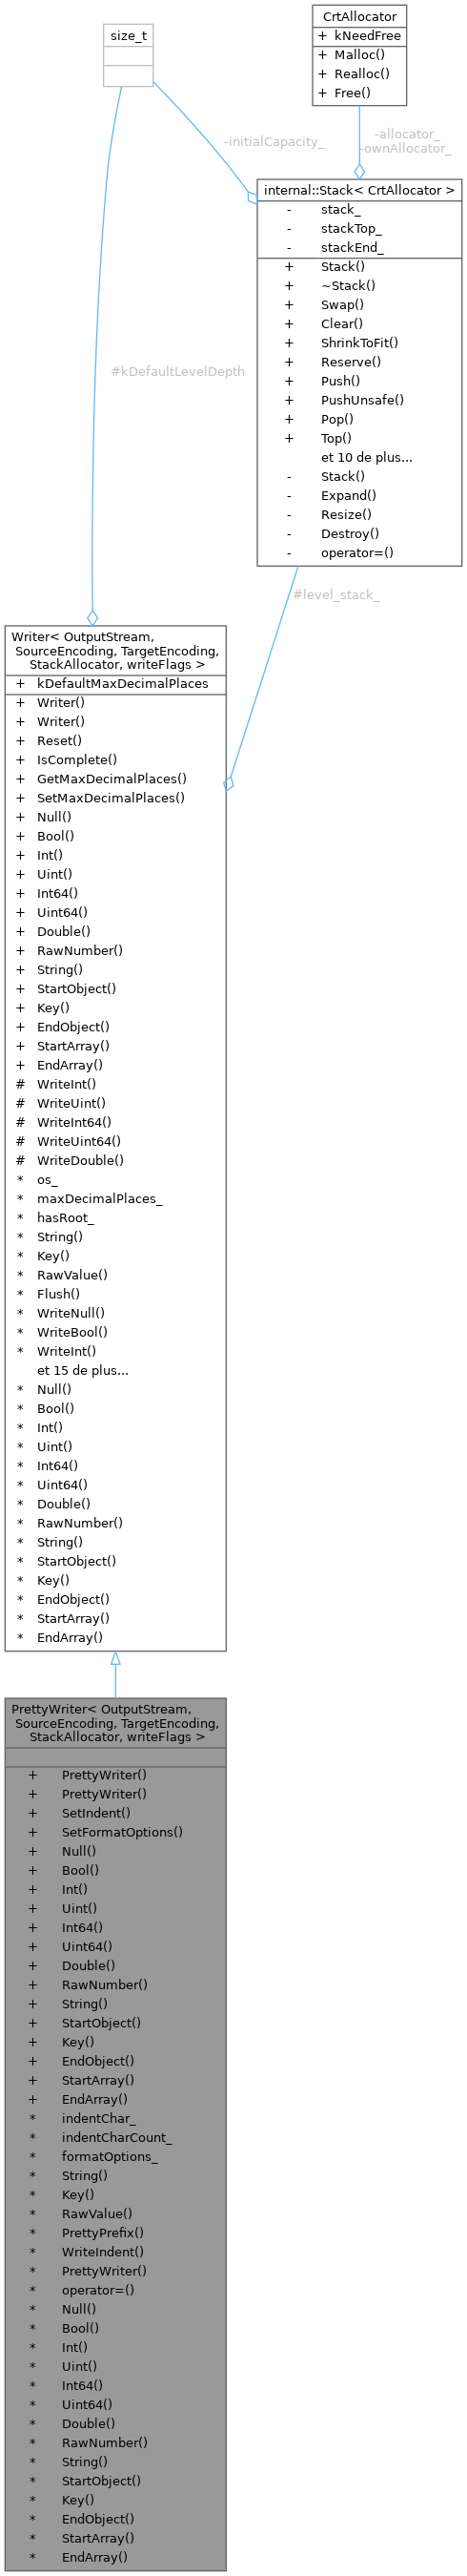 size_t
CrtAllocator
+ kNeedFree
+ Malloc()
+ Realloc()
+ Free()
-initialCapacity_
-allocator_
-ownAllocator_
internal::Stack< CrtAllocator >
- stack_
- stackTop_
- stackEnd_
+ Stack()
+ ~Stack()
+ Swap()
+ Clear()
+ ShrinkToFit()
+ Reserve()
+ Push()
+ PushUnsafe()
+ Pop()
+ Top()
et 10 de plus...
- Stack()
- Expand()
- Resize()
- Destroy()
- operator=()
#kDefaultLevelDepth
#level_stack_
Writer< OutputStream,
SourceEncoding, TargetEncoding,
StackAllocator, writeFlags >
+ kDefaultMaxDecimalPlaces
+ Writer()
+ Writer()
+ Reset()
+ IsComplete()
+ GetMaxDecimalPlaces()
+ SetMaxDecimalPlaces()
+ Null()
+ Bool()
+ Int()
+ Uint()
+ Int64()
+ Uint64()
+ Double()
+ RawNumber()
+ String()
+ StartObject()
+ Key()
+ EndObject()
+ StartArray()
+ EndArray()
# WriteInt()
# WriteUint()
# WriteInt64()
# WriteUint64()
# WriteDouble()
* os_
* maxDecimalPlaces_
* hasRoot_
* String()
* Key()
* RawValue()
* Flush()
* WriteNull()
* WriteBool()
* WriteInt()
et 15 de plus...
* Null()
* Bool()
* Int()
* Uint()
* Int64()
* Uint64()
* Double()
* RawNumber()
* String()
* StartObject()
* Key()
* EndObject()
* StartArray()
* EndArray()
PrettyWriter< OutputStream,
SourceEncoding, TargetEncoding,
StackAllocator, writeFlags >
+ PrettyWriter()
+ PrettyWriter()
+ SetIndent()
+ SetFormatOptions()
+ Null()
+ Bool()
+ Int()
+ Uint()
+ Int64()
+ Uint64()
+ Double()
+ RawNumber()
+ String()
+ StartObject()
+ Key()
+ EndObject()
+ StartArray()
+ EndArray()
* indentChar_
* indentCharCount_
* formatOptions_
* String()
* Key()
* RawValue()
* PrettyPrefix()
* WriteIndent()
* PrettyWriter()
* operator=()
* Null()
* Bool()
* Int()
* Uint()
* Int64()
* Uint64()
* Double()
* RawNumber()
* String()
* StartObject()
* Key()
* EndObject()
* StartArray()
* EndArray()